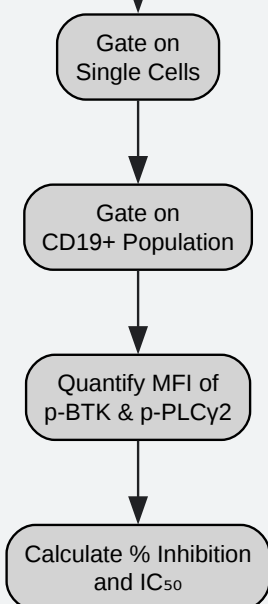 Gate on
Single Cells
Gate on
CD19+ Population
Quantify MFI of
p-BTK & p-PLCγ2
Calculate % Inhibition
and IC₅₀